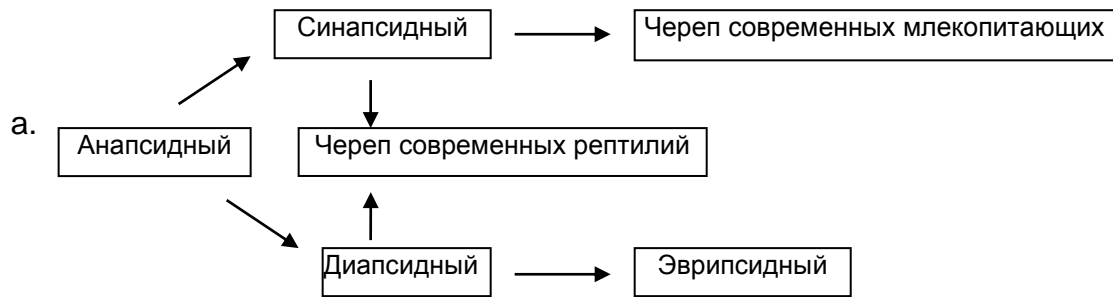 Синапсидный
Череп современных млекопитающих
а.
Анапсидный
Череп современных рептилий
Диапсидный
Эврипсидный